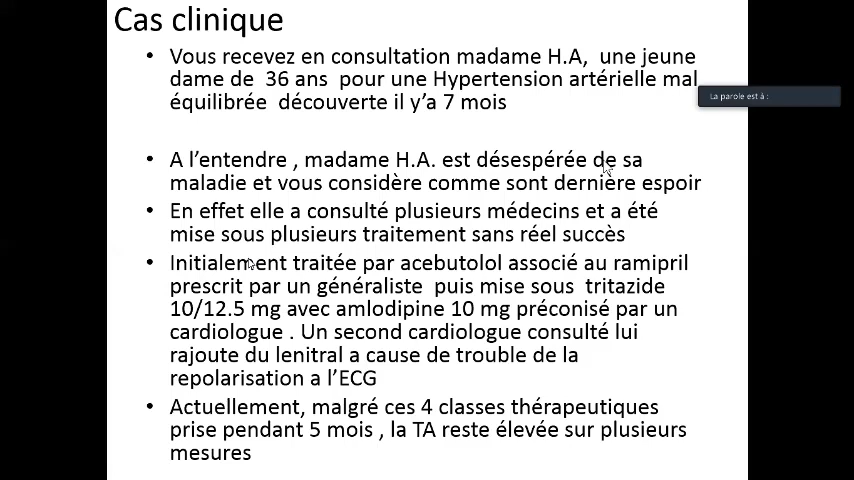 Cas clinique
• Vous recevez en consultation madame H.A, une jeune
dame de 36 ans pour une Hypertension artérielle mal
équilibrée découverte il y'a 7 mois
La parole est à :
• A l'entendre , madame H.A. est désespérée de sa
maladie et vous considère comme sont dernière espoir
• En effet elle a consulté plusieurs médecins et a été
mise sous plusieurs traitement sans réel succès
• Initialement traitée par acebutolol associé au ramipril
prescrit par un généraliste puis mise sous tritazide
10/12.5 mg avec amlodipine 10 mg préconisé par un
cardiologue . Un second cardiologue consulté lui
rajoute du lenitral a cause de trouble de la
repolarisation a l'ECG
• Actuellement, malgré ces 4 classes thérapeutiques
prise pendant 5 mois , la TA reste élevée sur plusieurs
mesures